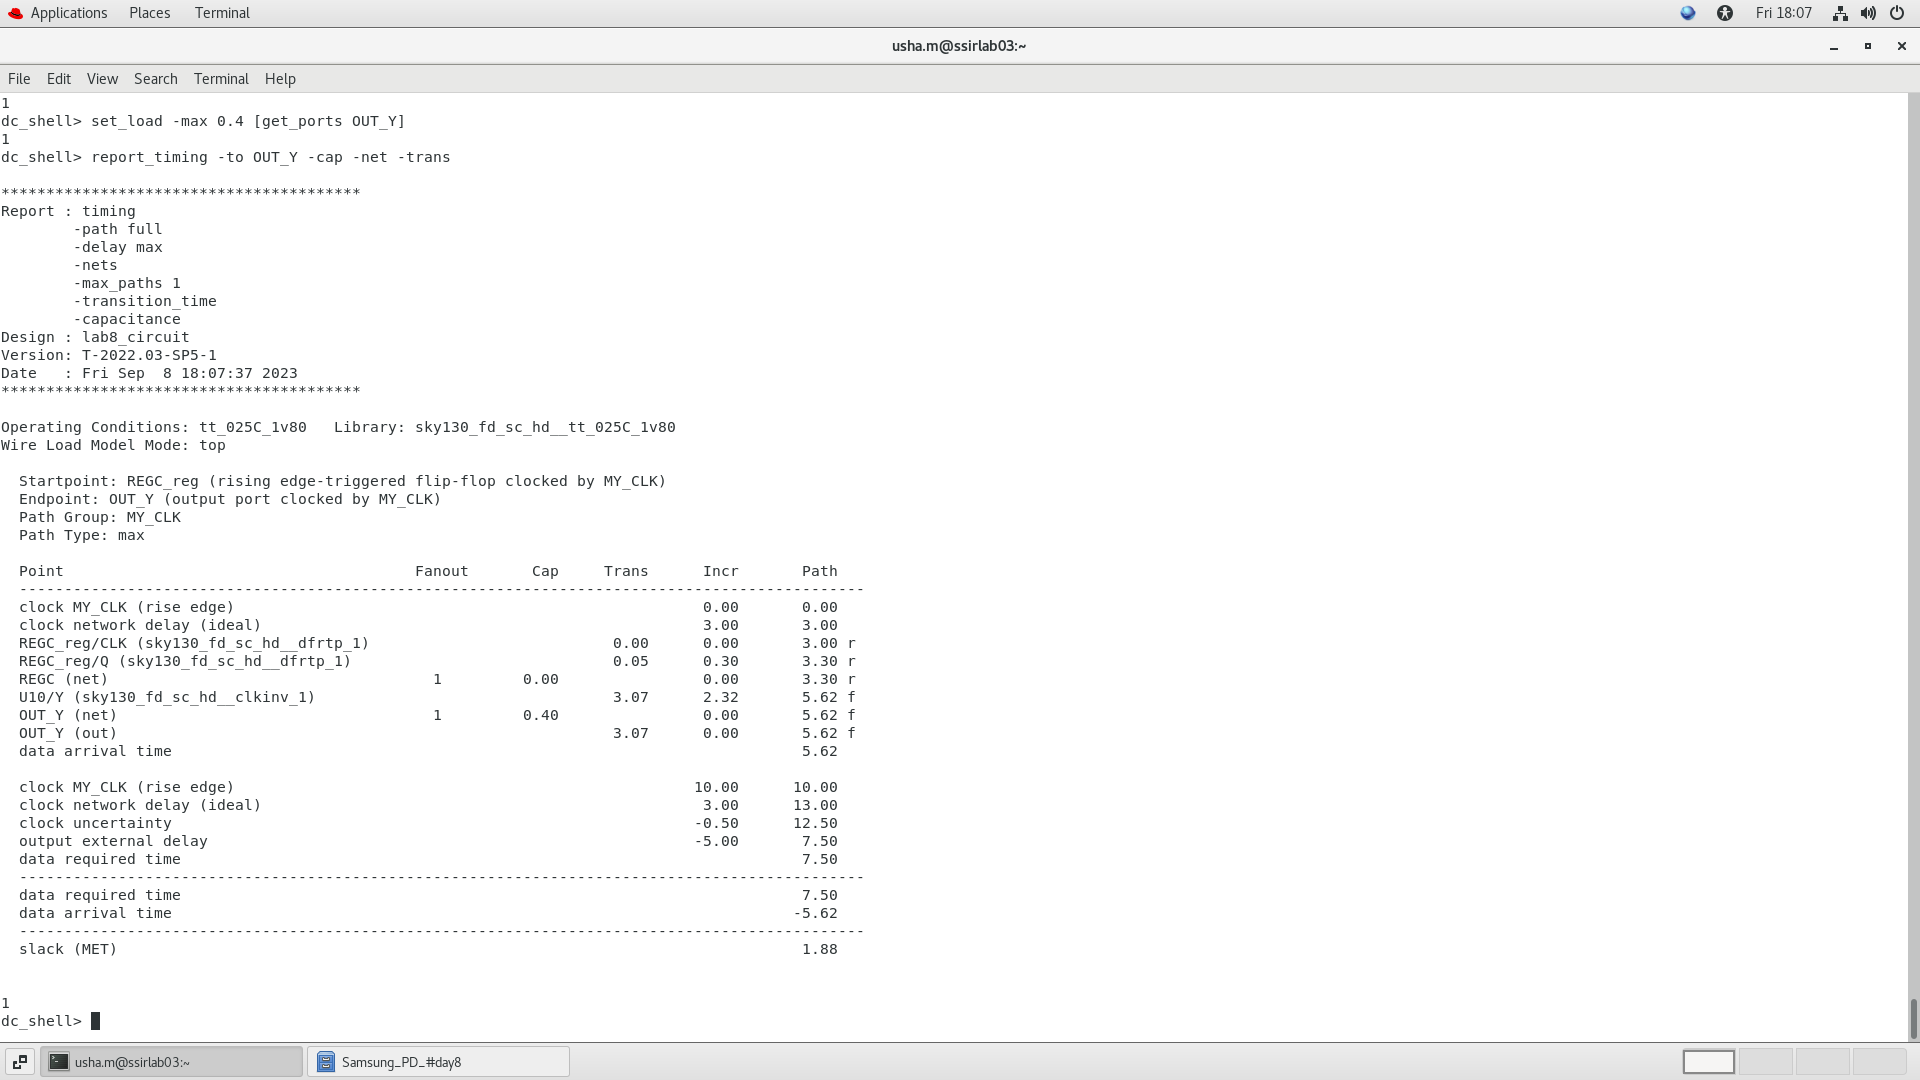 Applications Places Terminal Fri 18:07
usha.m@ssirlab03:~
File Edit View Search Terminal Help
1
dc_shell> set_load -max 0.4 [get_ports OUT_Y]
1
dc_shell> report_timing -to OUT_Y -cap -net -trans
****************************************
Report : timing
        -path full
        -delay max
        -nets
        -max_paths 1
        -transition_time
        -capacitance
Design : lab8_circuit
Version: T-2022.03-SP5-1
Date   : Fri Sep  8 18:07:37 2023
****************************************
Operating Conditions: tt_025C_1v80   Library: sky130_fd_sc_hd__tt_025C_1v80
Wire Load Model Mode: top
  Startpoint: REGC_reg (rising edge-triggered flip-flop clocked by MY_CLK)
  Endpoint: OUT_Y (output port clocked by MY_CLK)
  Path Group: MY_CLK
  Path Type: max
  Point                                       Fanout       Cap     Trans      Incr       Path
  ----------------------------------------------------------------------------------------------
  clock MY_CLK (rise edge)                                                    0.00       0.00
  clock network delay (ideal)                                                 3.00       3.00
  REGC_reg/CLK (sky130_fd_sc_hd__dfrtp_1)                           0.00      0.00       3.00 r
  REGC_reg/Q (sky130_fd_sc_hd__dfrtp_1)                             0.05      0.30       3.30 r
  REGC (net)                                    1         0.00                0.00       3.30 r
  U10/Y (sky130_fd_sc_hd__clkinv_1)                                 3.07      2.32       5.62 f
  OUT_Y (net)                                   1         0.40                0.00       5.62 f
  OUT_Y (out)                                                       3.07      0.00       5.62 f
  data arrival time                                                                      5.62
  clock MY_CLK (rise edge)                                                   10.00      10.00
  clock network delay (ideal)                                                 3.00      13.00
  clock uncertainty                                                          -0.50      12.50
  output external delay                                                      -5.00       7.50
  data required time                                                                     7.50
  ----------------------------------------------------------------------------------------------
  data required time                                                                     7.50
  data arrival time                                                                     -5.62
  ----------------------------------------------------------------------------------------------
  slack (MET)                                                                            1.88
1
dc_shell>
usha.m@ssirlab03:~ Samsung_PD_#day8